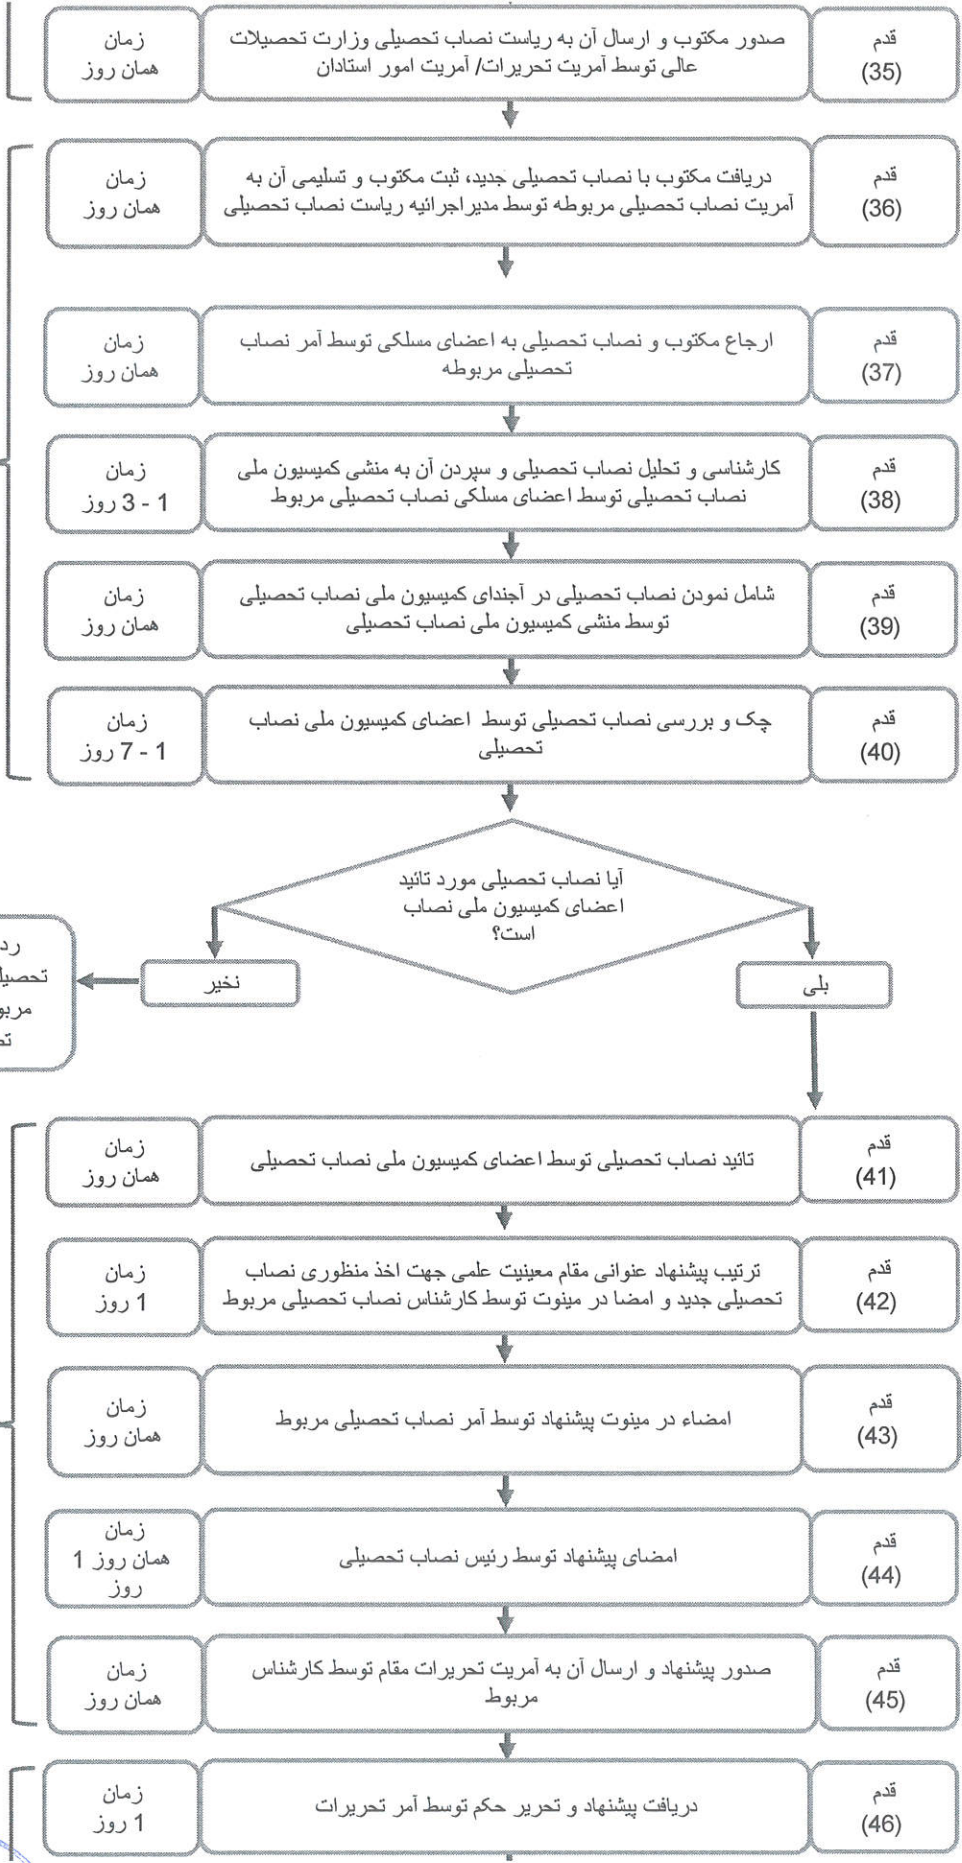 قدم
(35)
صدور مکتوب و ارسال آن به ریاست نصاب تحصیلی وزارت تحصیلات
عالی توسط آمریت تحریرات/ آمریت امور استادان
زمان
همان روز
قدم
(36)
دریافت مکتوب با نصاب تحصیلی جدید، ثبت مکتوب و تسلیمی آن به
آمریت نصاب تحصیلی مربوطه توسط مدیراجرائیه ریاست نصاب تحصیلی
زمان
همان روز
قدم
(37)
ارجاع مکتوب و نصاب تحصیلی به اعضای مسلکی توسط آمر نصاب
تحصیلی مربوطه
زمان
همان روز
قدم
(38)
کارشناسی و تحلیل نصاب تحصیلی و سپردن آن به منشی کمیسیون ملی
نصاب تحصیلی توسط اعضای مسلکی نصاب تحصیلی مربوط
زمان
1 - 3 روز
قدم
(39)
شامل نمودن نصاب تحصیلی در آجندای کمیسیون ملی نصاب تحصیلی
توسط منشی کمیسیون ملی نصاب تحصیلی
زمان
همان روز
قدم
(40)
چک و بررسی نصاب تحصیلی توسط اعضای کمیسیون ملی نصاب
تحصیلی
زمان
1 - 7 روز
آیا نصاب تحصیلی مورد تائید
اعضای کمیسیون ملی نصاب
است؟
بلی
نخیر
رد
قدم
(41)
تائید نصاب تحصیلی توسط اعضای کمیسیون ملی نصاب تحصیلی
زمان
همان روز
قدم
(42)
ترتیب پیشنهاد عنوانی مقام معینیت علمی جهت اخذ منظوری نصاب
تحصیلی جدید و امضا در مینوت توسط کارشناس نصاب تحصیلی مربوط
زمان
1 روز
قدم
(43)
امضاء در مینوت پیشنهاد توسط آمر نصاب تحصیلی مربوط
زمان
همان روز
قدم
(44)
امضای پیشنهاد توسط رئیس نصاب تحصیلی
زمان
همان روز 1
روز
قدم
(45)
صدور پیشنهاد و ارسال آن به آمریت تحریرات مقام توسط کارشناس
مربوط
زمان
همان روز
قدم
(46)
دریافت پیشنهاد و تحریر حکم توسط آمر تحریرات
زمان
1 روز